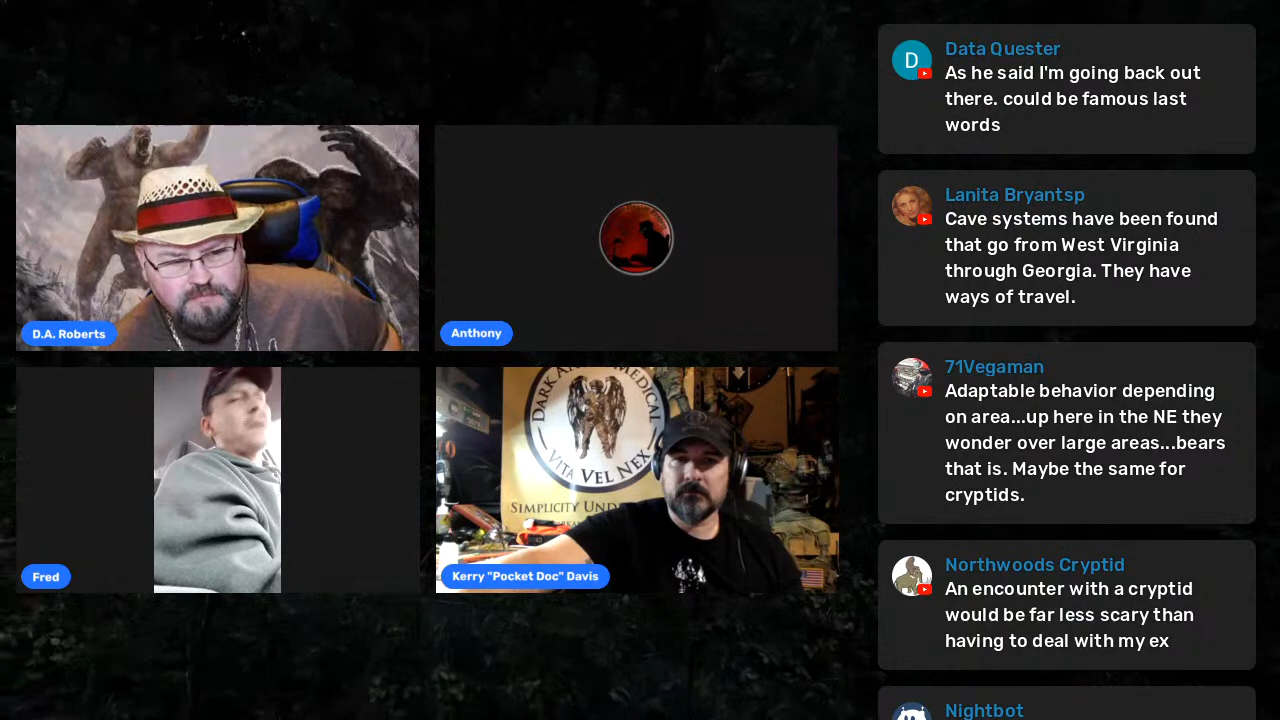 Data Quester
As he said I'm going back out
there. could be famous last
words
Lanita Bryantsp
Cave systems have been found
that go from West Virginia
through Georgia. They have
ways of travel.
71Vegaman
Adaptable behavior depending
on area...up here in the NE they
wonder over large areas...bears
that is. Maybe the same for
cryptids.
Northwoods Cryptid
An encounter with a cryptid
would be far less scary than
having to deal with my ex
Nightbot
D
D.A. Roberts
Anthony
Fred
Kerry "Pocket Doc" Davis
DARK
MEDICAL
VITA VEL NEX
SIMPLICITY